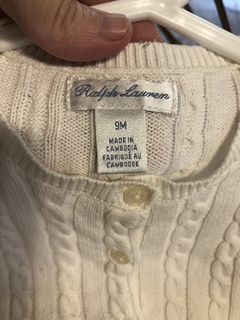 Ralph Lauren
9M
MADE IN
CAMBODIA
FABRIQUÉ AU
CAMBODGE